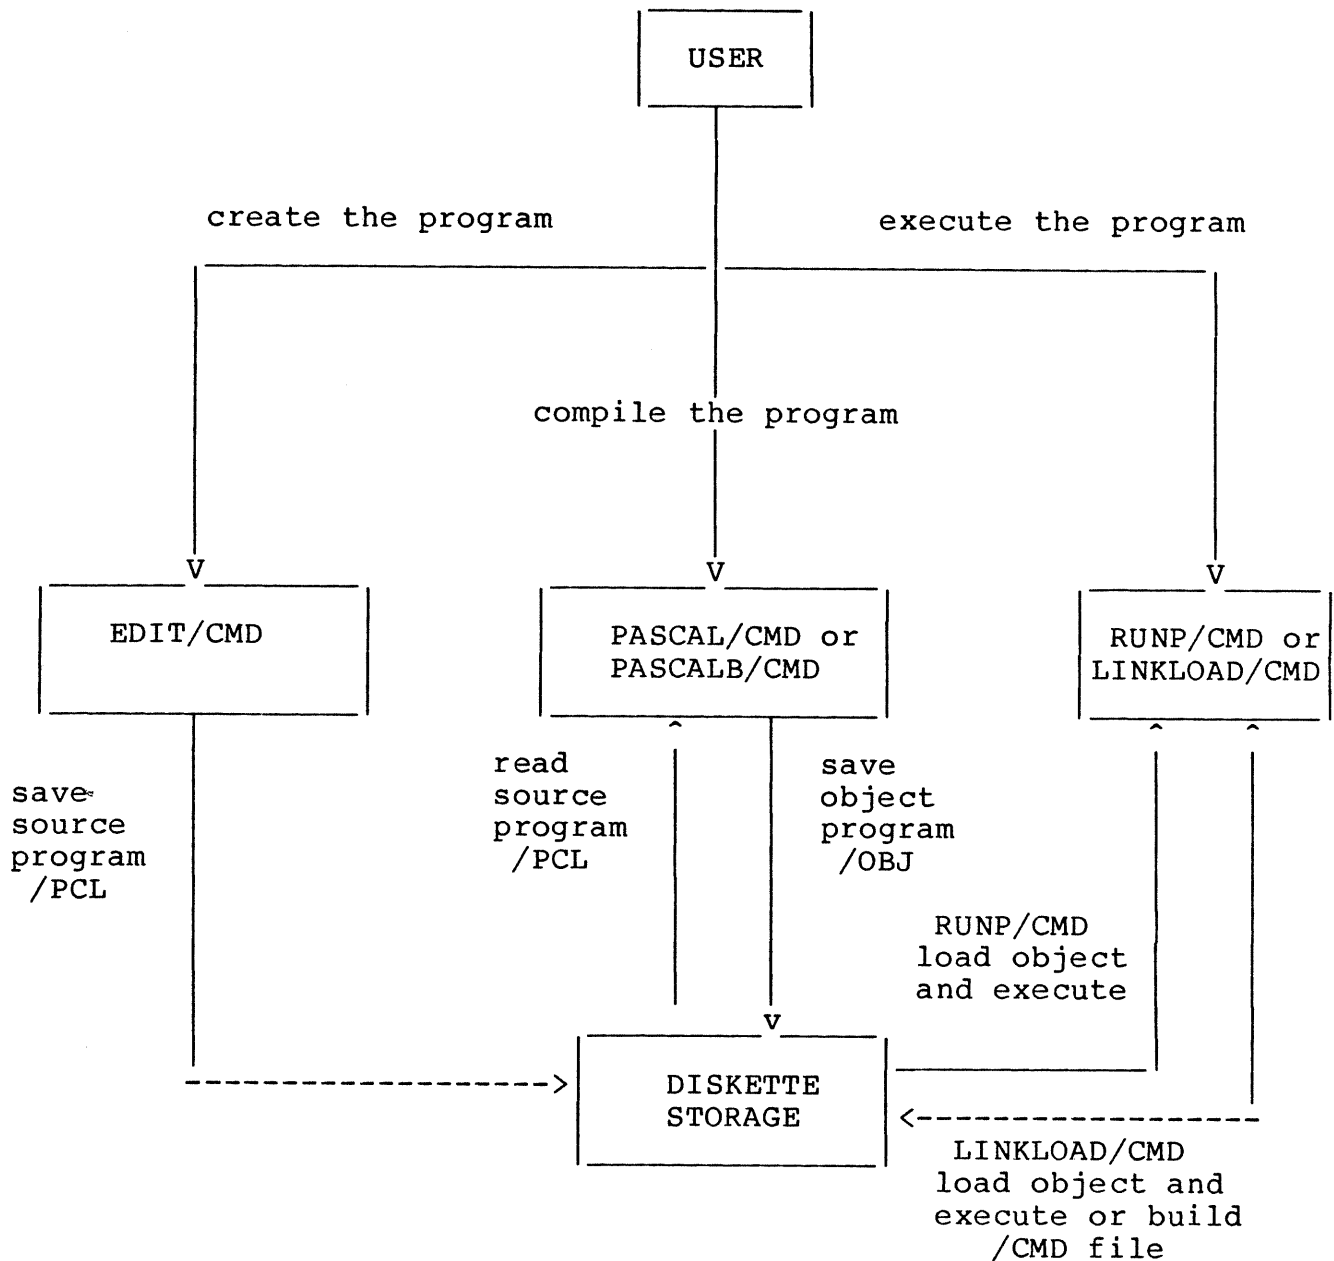 USER
create the program
execute the program
compile the program
EDIT/CMD
PASCAL/CMD or
PASCALB/CMD
RUNP/CMD or
LINKLOAD/CMD
save
source
program
/PCL
read
source
program
/PCL
save
object
program
/OBJ
RUNP/CMD
load object
and execute
DISKETTE
STORAGE
LINKLOAD/CMD
load object and
execute or build
/CMD file